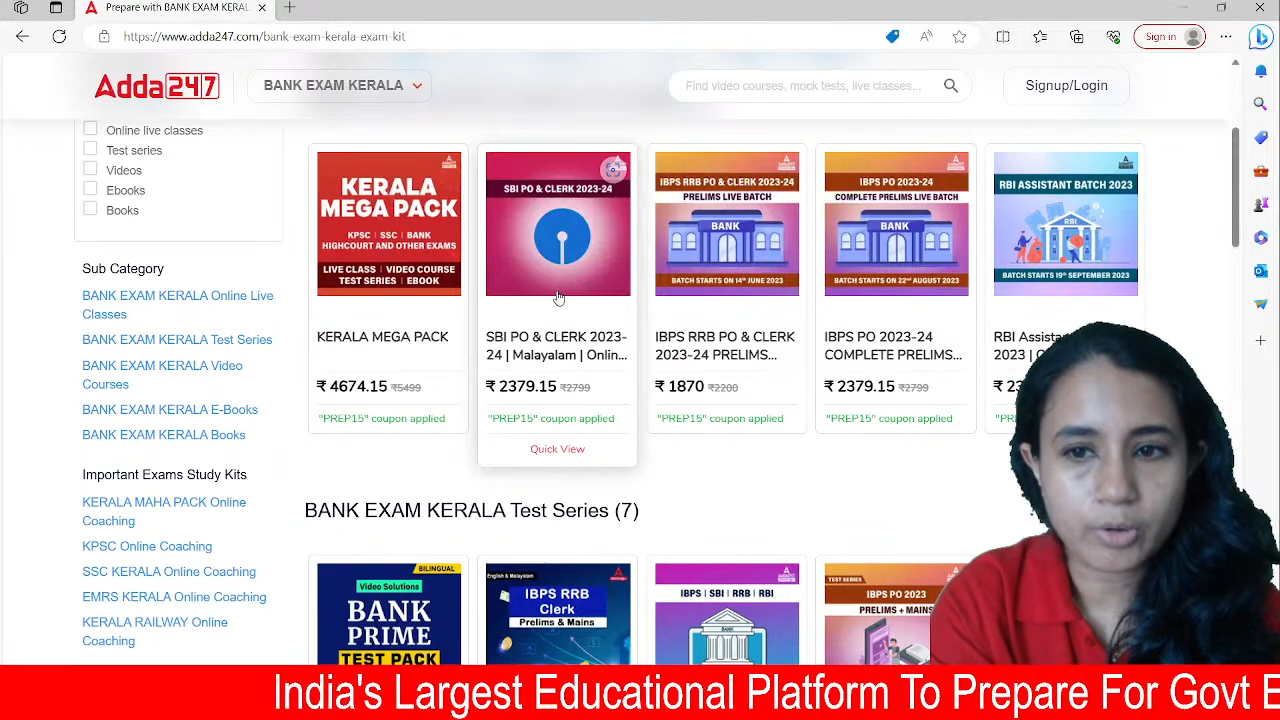 Prepare with BANK EXAM KERAL
https://www.adda247.com/bank-exam-kerala-exam-kit
Sign in
Adda247
BANK EXAM KERALA
Find video courses, mock tests, live classes...
Signup/Login
Online live classes
Test series
Videos
Ebooks
Books
Sub Category
BANK EXAM KERALA Online Live
Classes
BANK EXAM KERALA Test Series
BANK EXAM KERALA Video
Courses
BANK EXAM KERALA E-Books
BANK EXAM KERALA Books
Important Exams Study Kits
KERALA MAHA PACK Online
Coaching
KPSC Online Coaching
SSC KERALA Online Coaching
EMRS KERALA Online Coaching
KERALA RAILWAY Online
Coaching
KERALA
MEGA PACK
KPSC | SSC | BANK
HIGHCOURT AND OTHER EXAMS
LIVE CLASS | VIDEO COURSE
TEST SERIES | EBOOK
KERALA MEGA PACK
₹ 4674.15 ₹5499
"PREP15" coupon applied
SBI PO & CLERK 2023-24
SBI PO & CLERK 2023-
24 | Malayalam | Onlin...
₹ 2379.15 ₹2799
"PREP15" coupon applied
Quick View
IBPS RRB PO & CLERK 2023-24
PRELIMS LIVE BATCH
BANK
BATCH STARTS ON 14th JUNE 2023
IBPS RRB PO & CLERK
2023-24 PRELIMS...
₹ 1870 ₹2200
"PREP15" coupon applied
IBPS PO 2023-24
COMPLETE PRELIMS LIVE BATCH
BANK
BATCH STARTS ON 22nd AUGUST 2023
IBPS PO 2023-24
COMPLETE PRELIMS...
₹ 2379.15 ₹2799
"PREP15" coupon applied
RBI ASSISTANT BATCH 2023
RBI
BATCH STARTS 19th SEPTEMBER 2023
RBI Assista
2023 | O
₹ 23
"PRE
BANK EXAM KERALA Test Series (7)
BILINGUAL
Video Solutions
BANK
PRIME
TEST PACK
English & Malayalam
IBPS RRB
Clerk
Prelims & Mains
IBPS | SBI | RRB | RBI
BANK
TEST SERIES
IBPS PO 2023
PRELIMS + MAINS
India's Largest Educational Platform To Prepare For Govt E